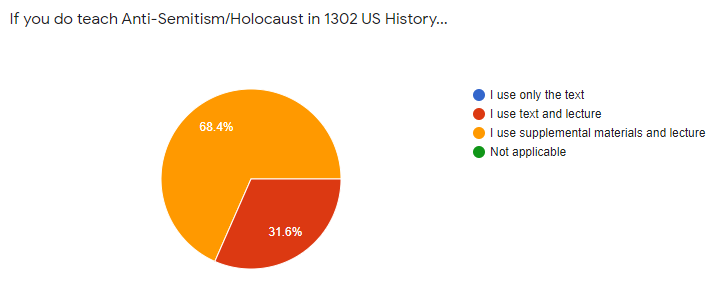 If you do teach Anti-Semitism/Holocaust in 1302 US History...
68.4%
31.6%
I use only the text
I use text and lecture
I use supplemental materials and lecture
Not applicable